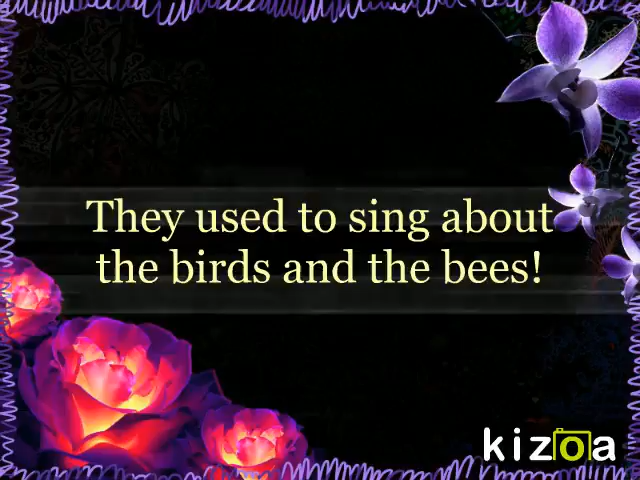 They used to sing about
the birds and the bees!
kizoa